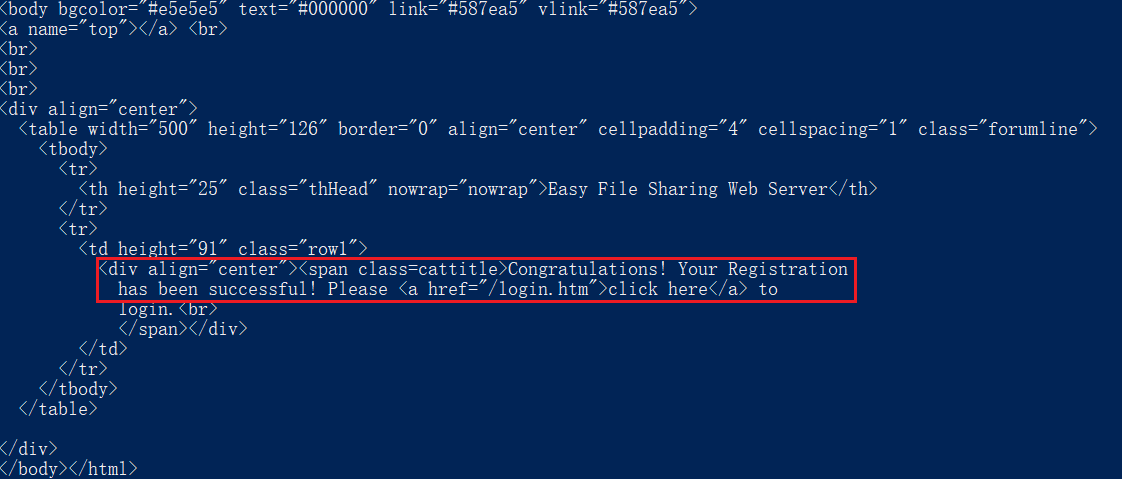 <body bgcolor="#e5e5e5" text="#000000" link="#587ea5" vlink="#587ea5">
<a name="top"></a> <br>
<br>
<br>
<br>
<div align="center">
  <table width="500" height="126" border="0" align="center" cellpadding="4" cellspacing="1" class="forumline">
    <tbody>
      <tr>
        <th height="25" class="thHead" nowrap="nowrap">Easy File Sharing Web Server</th>
      </tr>
      <tr>
        <td height="91" class="row1">
          <div align="center"><span class=cattitle>Congratulations! Your Registration
            has been successful! Please <a href="/login.htm">click here</a> to
            login.<br>
            </span></div>
        </td>
      </tr>
    </tbody>
  </table>
</div>
</body></html>